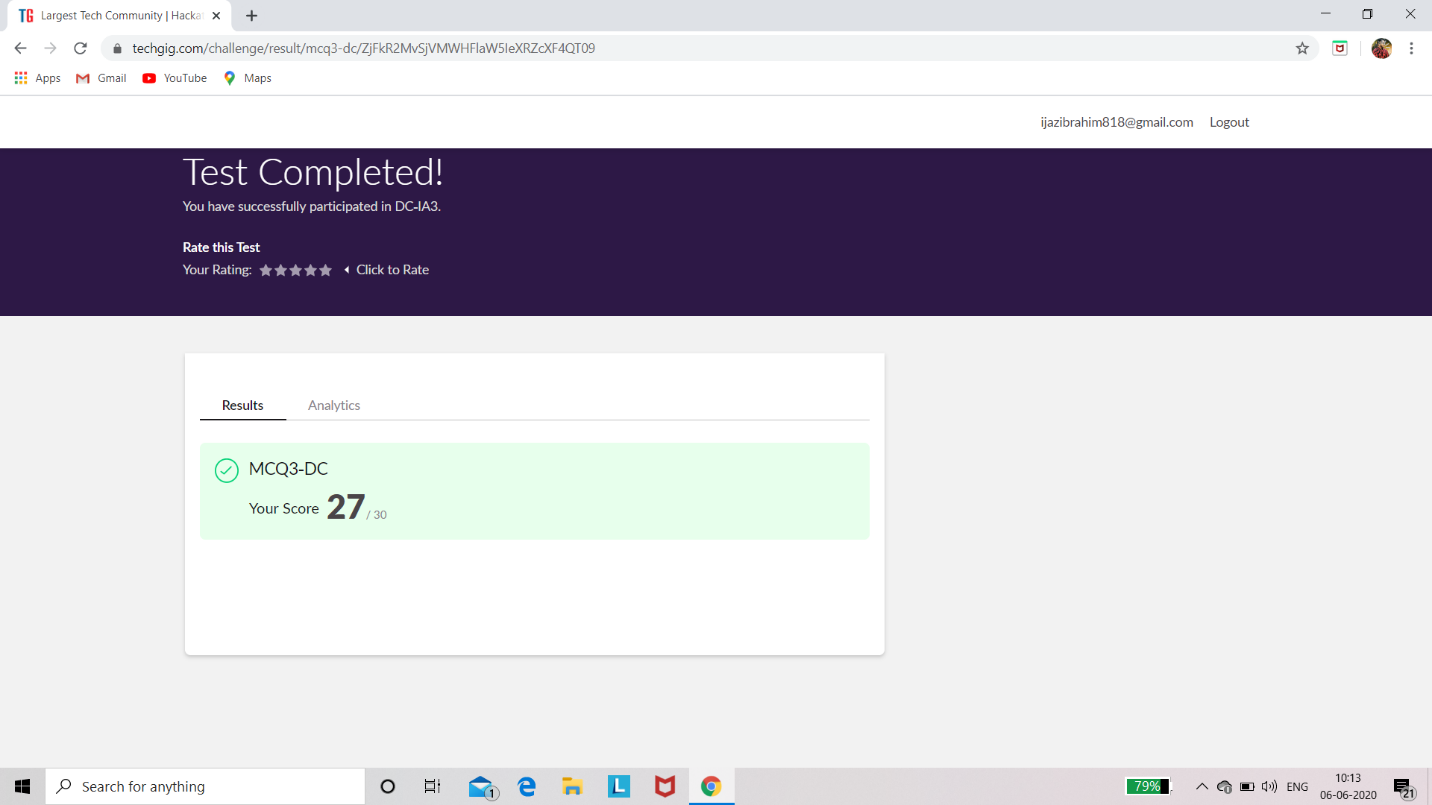 TG Largest Tech Community | Hacka
techgig.com/challenge/result/mcq3-dc/ZjFkR2MvSjVMWHFlaW5IeXRZcXF4QT09
Apps Gmail YouTube Maps
ijazibrahim818@gmail.com Logout
Test Completed!
You have successfully participated in DC-IA3.
Rate this Test
Your Rating: Click to Rate
Results Analytics
MCQ3-DC
Your Score 27 / 30
Search for anything
1
L
79%
ENG
10:13
06-06-2020
21